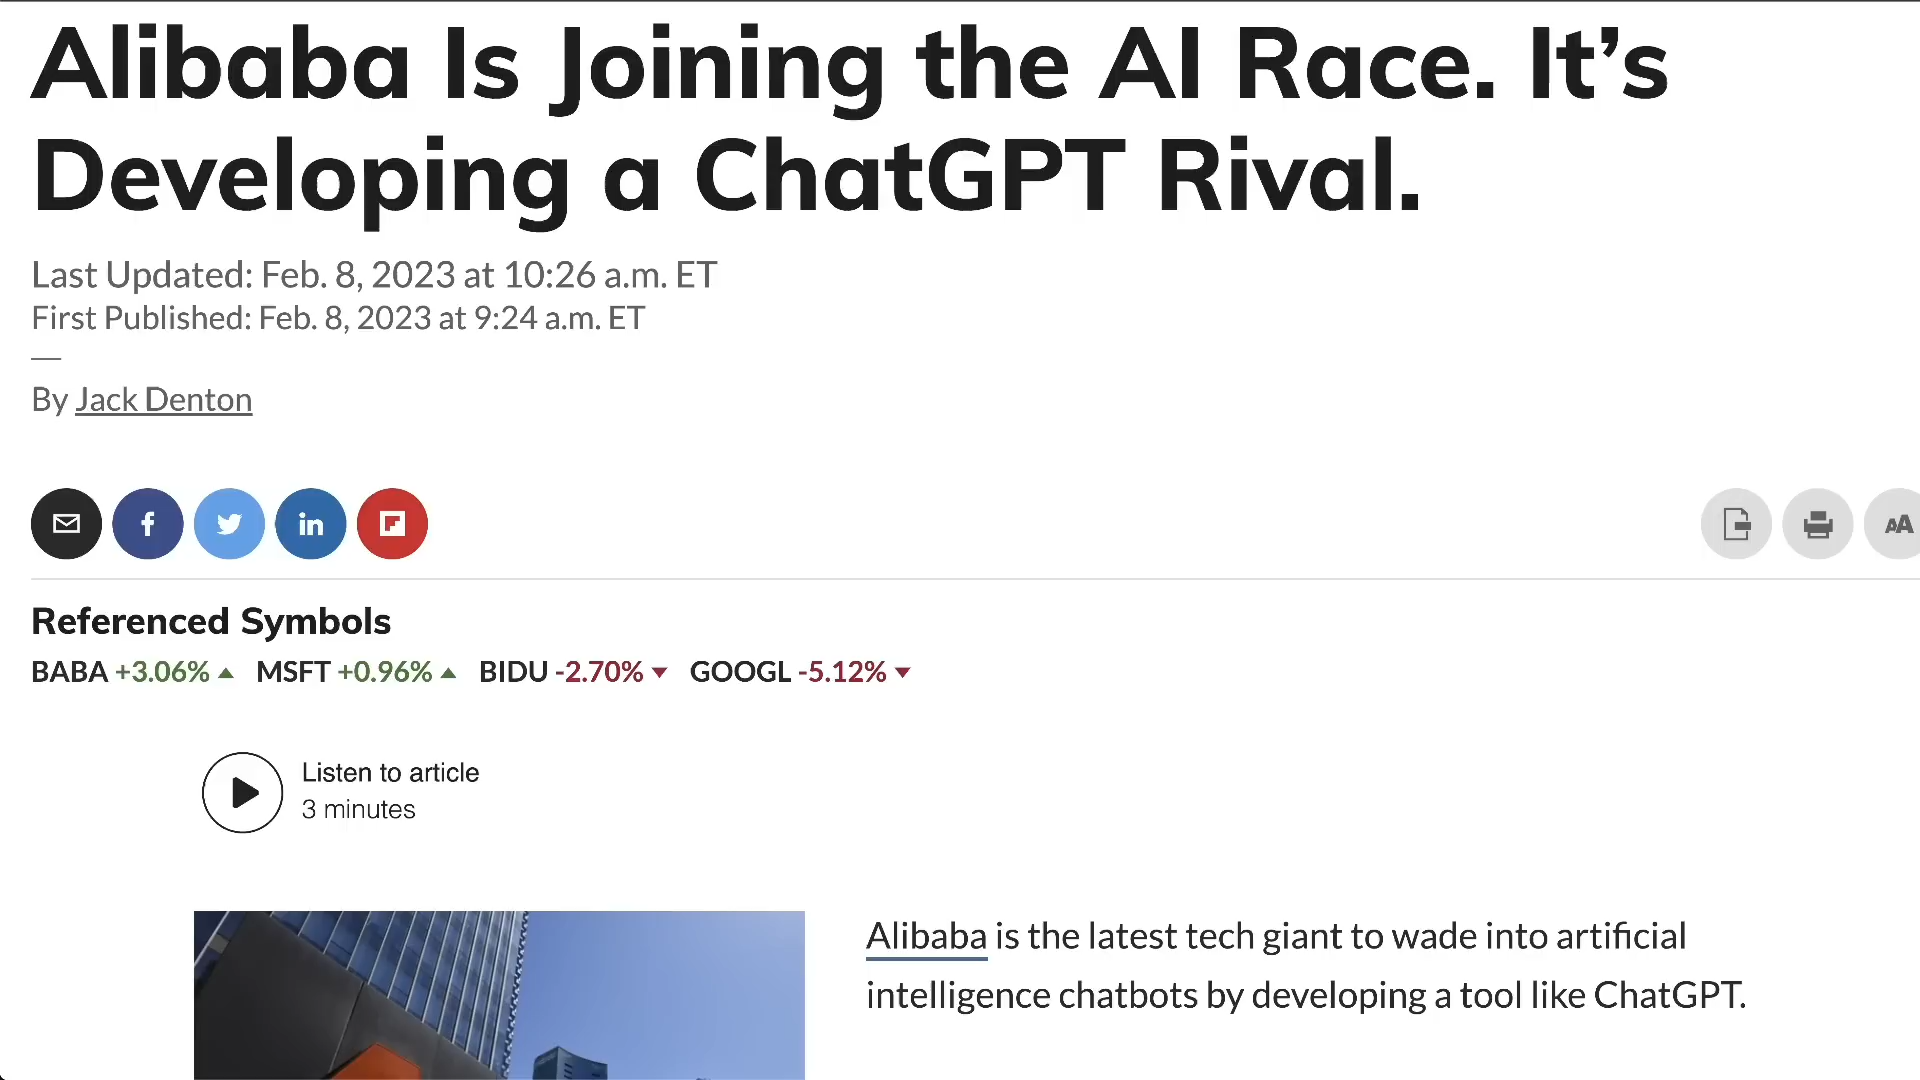 Alibaba Is Joining the AI Race. It’s
Developing a ChatGPT Rival.
Last Updated: Feb. 8, 2023 at 10:26 a.m. ET
First Published: Feb. 8, 2023 at 9:24 a.m. ET
By Jack Denton
f in AA
Referenced Symbols
BABA +3.06% MSFT +0.96% BIDU -2.70% GOOGL -5.12%
Listen to article
3 minutes
Alibaba is the latest tech giant to wade into artificial
intelligence chatbots by developing a tool like ChatGPT.